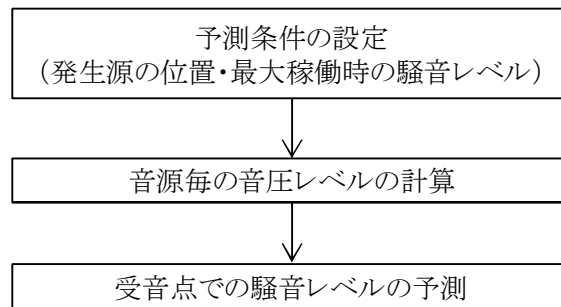 予測条件の設定
（発生源の位置・最大稼働時の騒音レベル）
音源毎の音圧レベルの計算
受音点での騒音レベルの予測